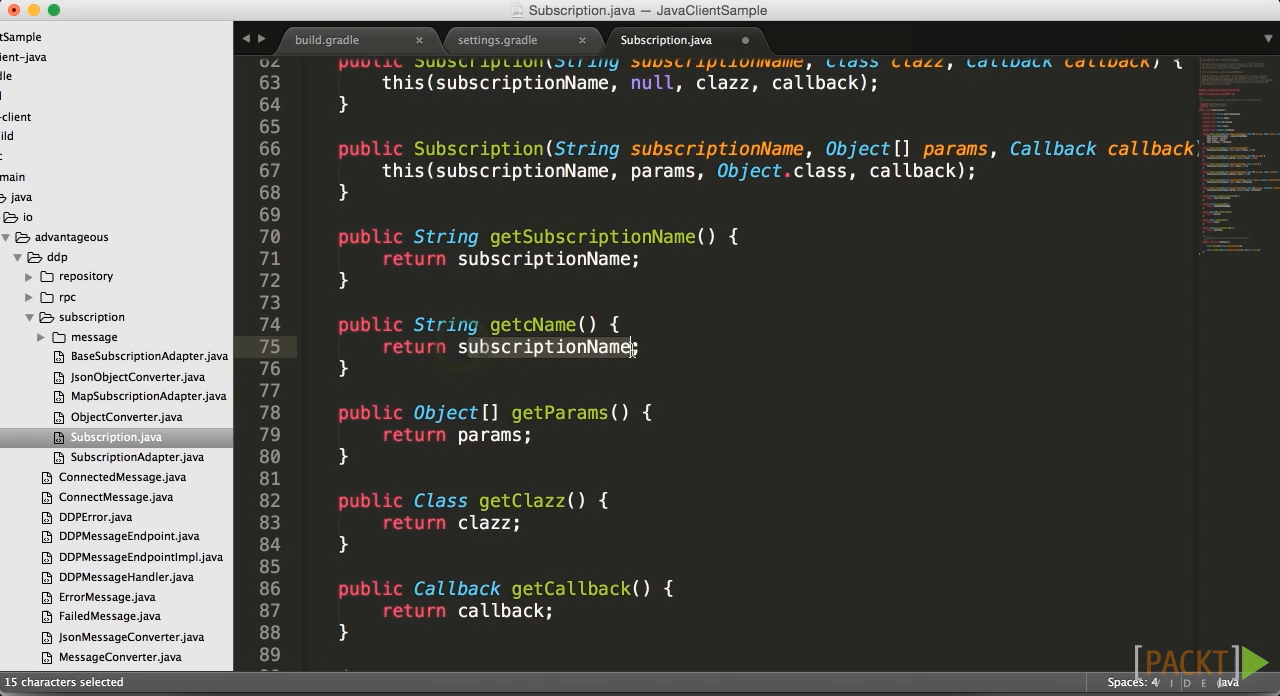 Subscription.java — JavaClientSample
build.gradle × settings.gradle × Subscription.java
tSample
ient-java
dle
-client
ild
main
java
io
advantageous
ddp
repository
rpc
subscription
message
BaseSubscriptionAdapter.java
JsonObjectConverter.java
MapSubscriptionAdapter.java
ObjectConverter.java
Subscription.java
SubscriptionAdapter.java
ConnectedMessage.java
ConnectMessage.java
DDPError.java
DDPMessageEndpoint.java
DDPMessageEndpointImpl.java
DDPMessageHandler.java
ErrorMessage.java
FailedMessage.java
JsonMessageConverter.java
MessageConverter.java
62 public Subscription(String subscriptionName, Class clazz, Callback callback) {
63 this(subscriptionName, null, clazz, callback);
64 }
65
66 public Subscription(String subscriptionName, Object[] params, Callback callback
67 this(subscriptionName, params, Object.class, callback);
68 }
69
70 public String getSubscriptionName() {
71 return subscriptionName;
72 }
73
74 public String getcName() {
75 return subscriptionName;
76 }
77
78 public Object[] getParams() {
79 return params;
80 }
81
82 public Class getClazz() {
83 return clazz;
84 }
85
86 public Callback getCallback() {
87 return callback;
88 }
89
[PACKT]
VIDEO
15 characters selected
Spaces: 4
Java